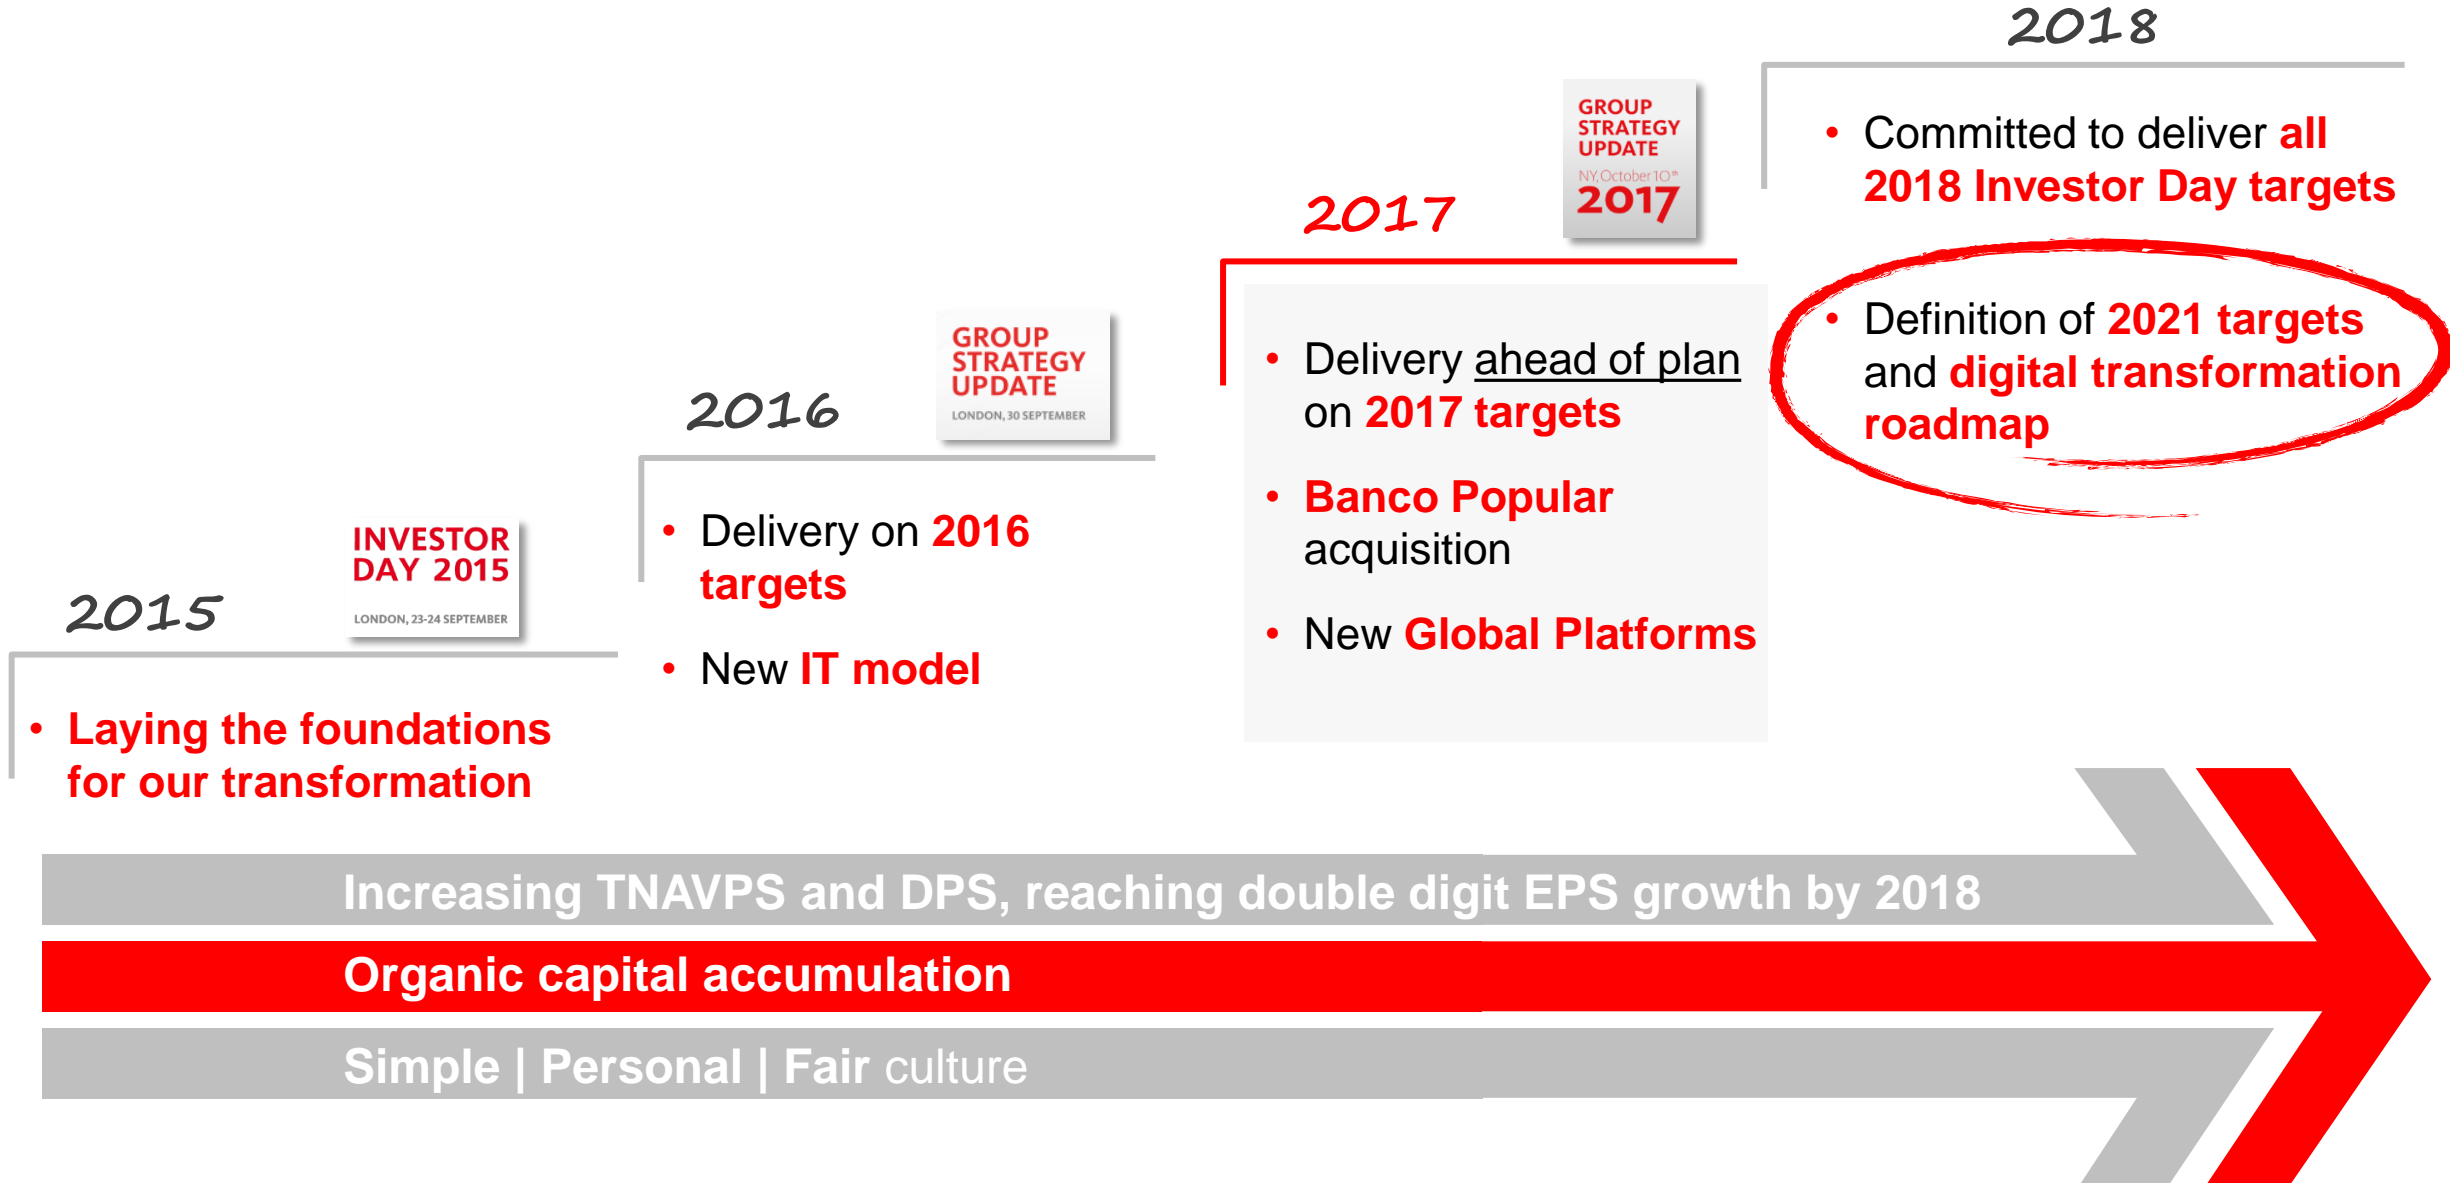 2015
INVESTOR
DAY 2015
LONDON, 23-24 SEPTEMBER
• Laying the foundations
for our transformation
2016
GROUP
STRATEGY
UPDATE
LONDON, 30 SEPTEMBER
• Delivery on 2016
targets
• New IT model
2017
GROUP
STRATEGY
UPDATE
NY, October 10th
2017
• Delivery ahead of plan
on 2017 targets
• Banco Popular
acquisition
• New Global Platforms
2018
• Committed to deliver all
2018 Investor Day targets
• Definition of 2021 targets
and digital transformation
roadmap
Increasing TNAVPS and DPS, reaching double digit EPS growth by 2018
Organic capital accumulation
Simple | Personal | Fair culture